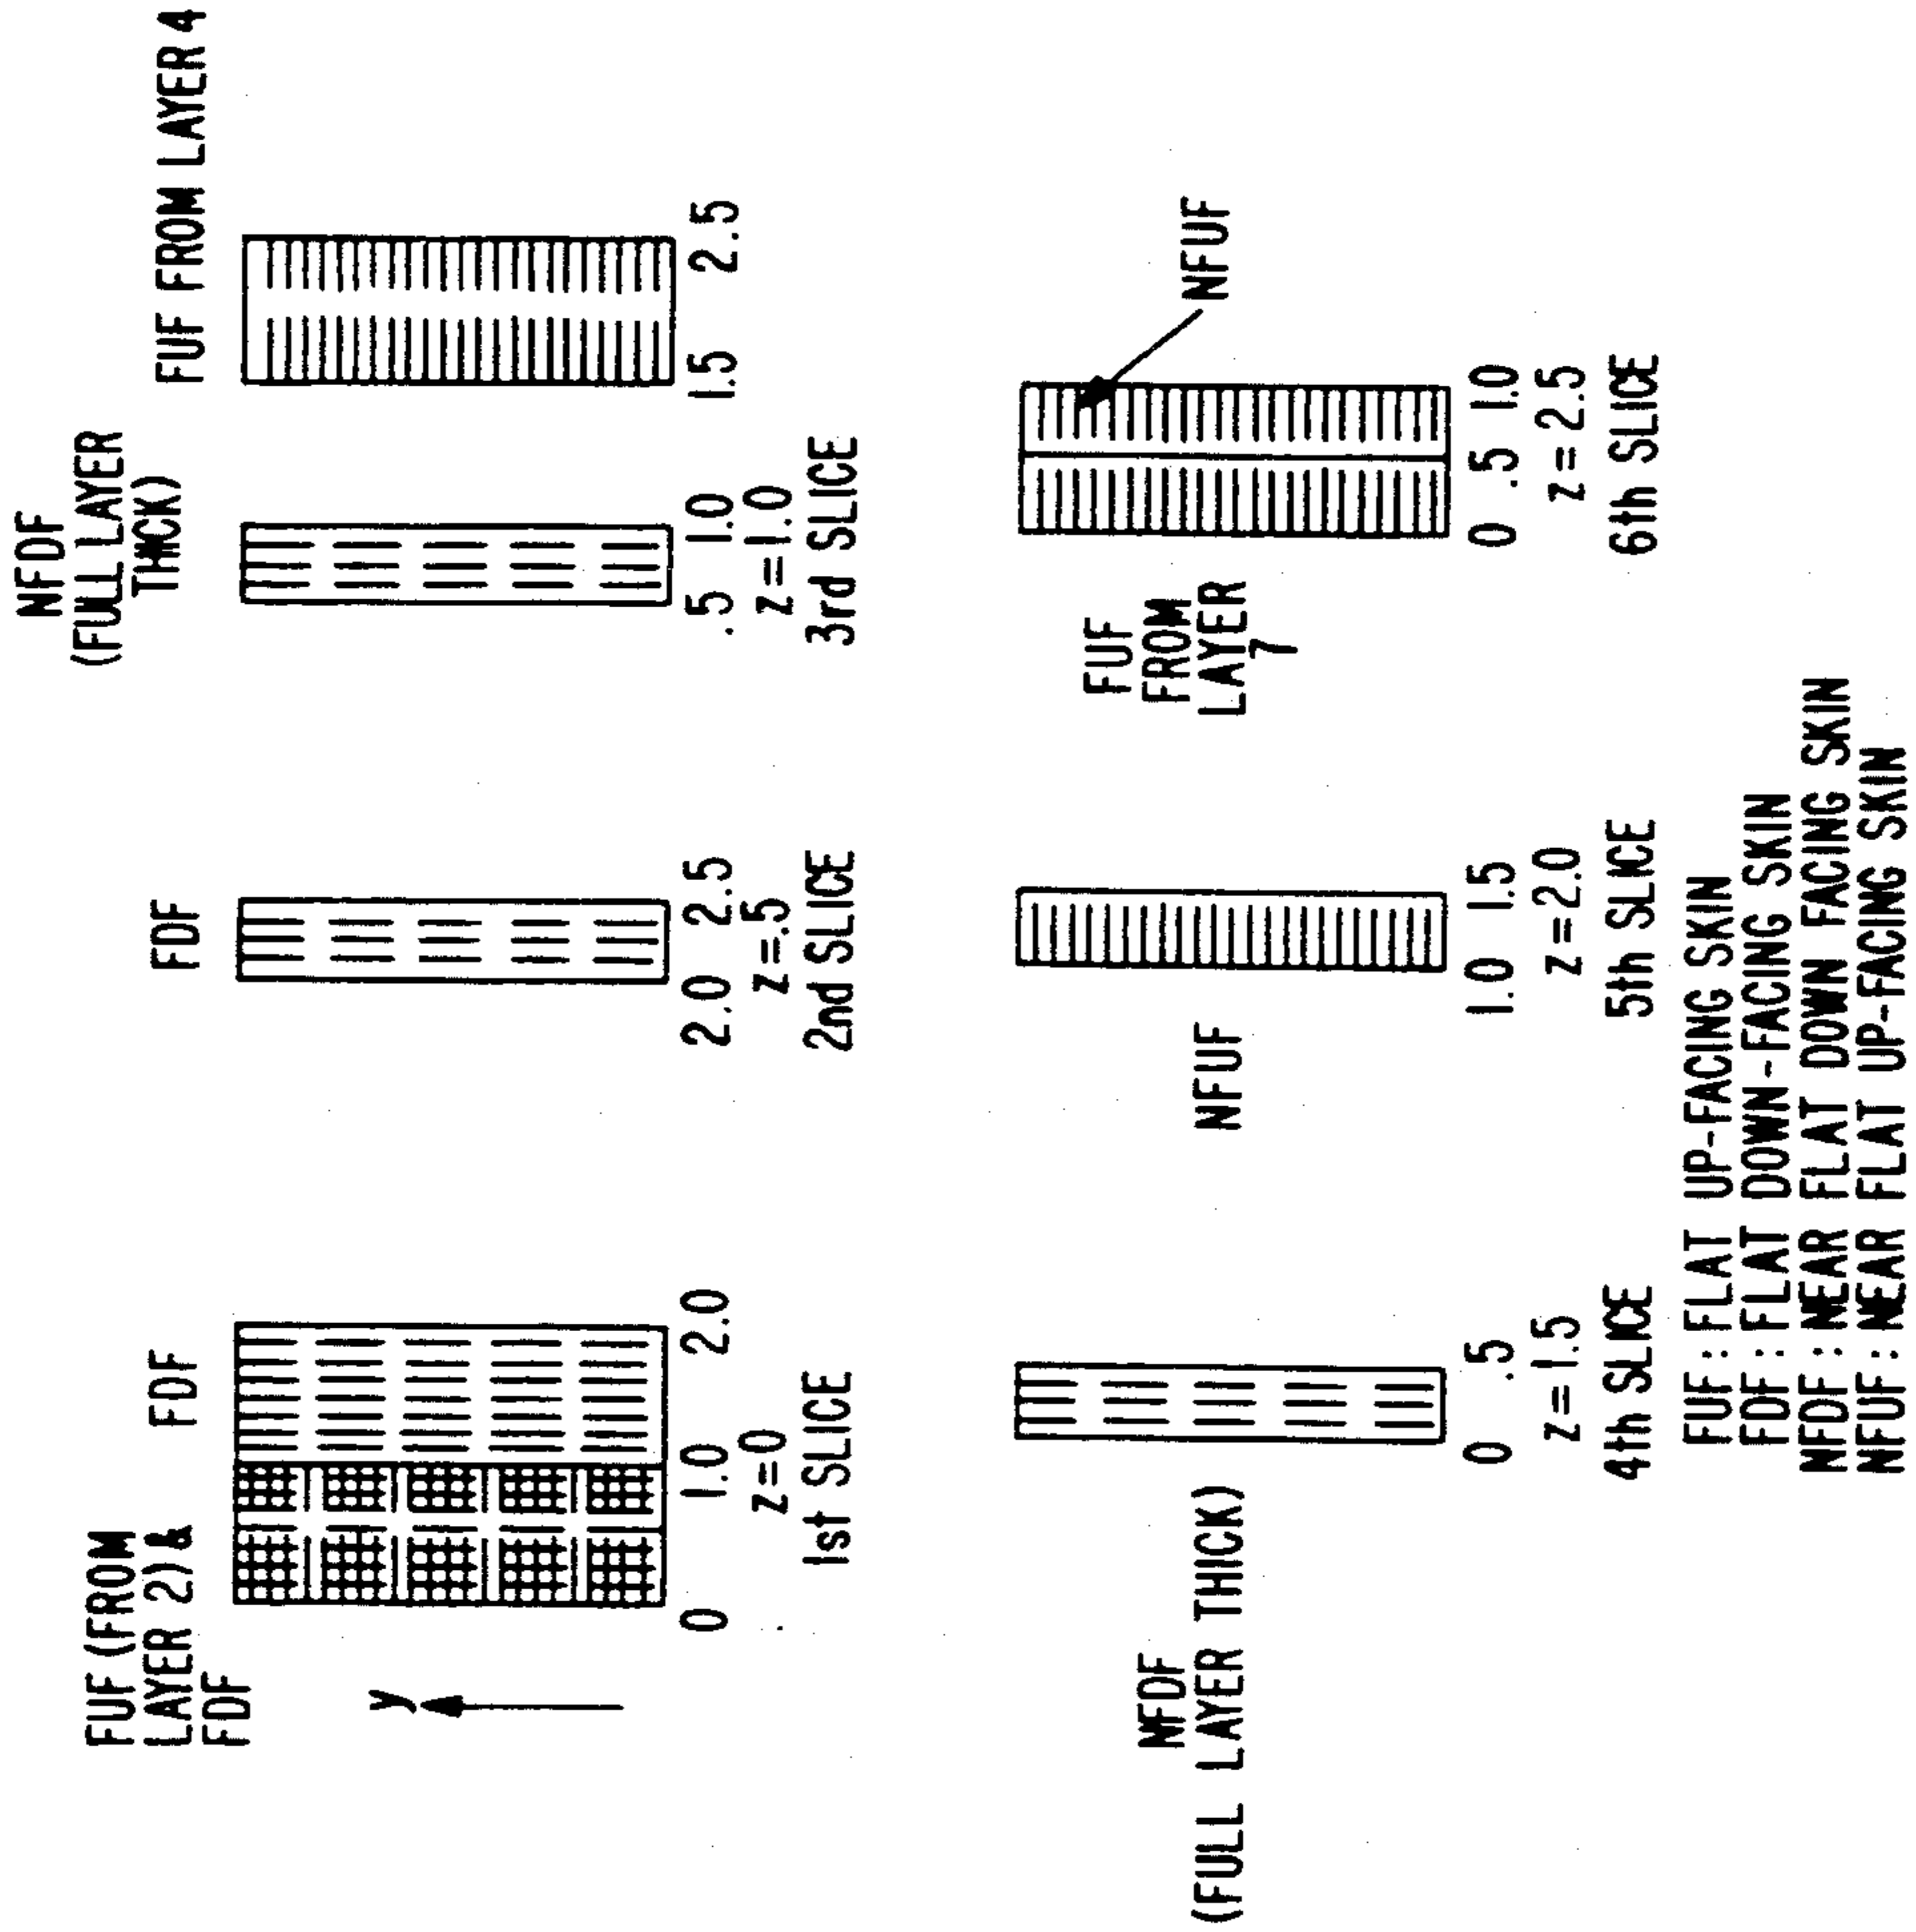 FUF (FROM
LAYER 2) &
FDF
FDF
y
0 1.0 2.0
z=0
1st SLICE
FDF
2.0 2.5
z=.5
2nd SLICE
NFDF
(FULL LAYER
THICK)
.5 1.0
z=1.0
3rd SLICE
FUF FROM LAYER 4
1.5 2.5
NFDF
(FULL LAYER THICK)
0 .5
z=1.5
4th SLICE
NFUF
1.0 1.5
z=2.0
5th SLICE
FUF
FROM
LAYER
7
NFUF
0 .5 1.0
z=2.5
6th SLICE
FUF: FLAT UP-FACING SKIN
FDF: FLAT DOWN-FACING SKIN
NFDF: NEAR FLAT DOWN FACING SKIN
NFUF: NEAR FLAT UP-FACING SKIN